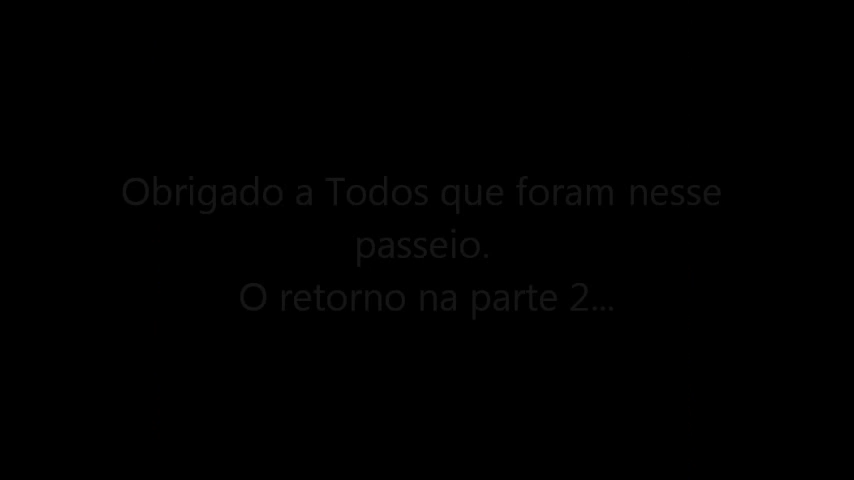 Obrigado a Todos que foram nesse
passeio.
O retorno na parte 2...